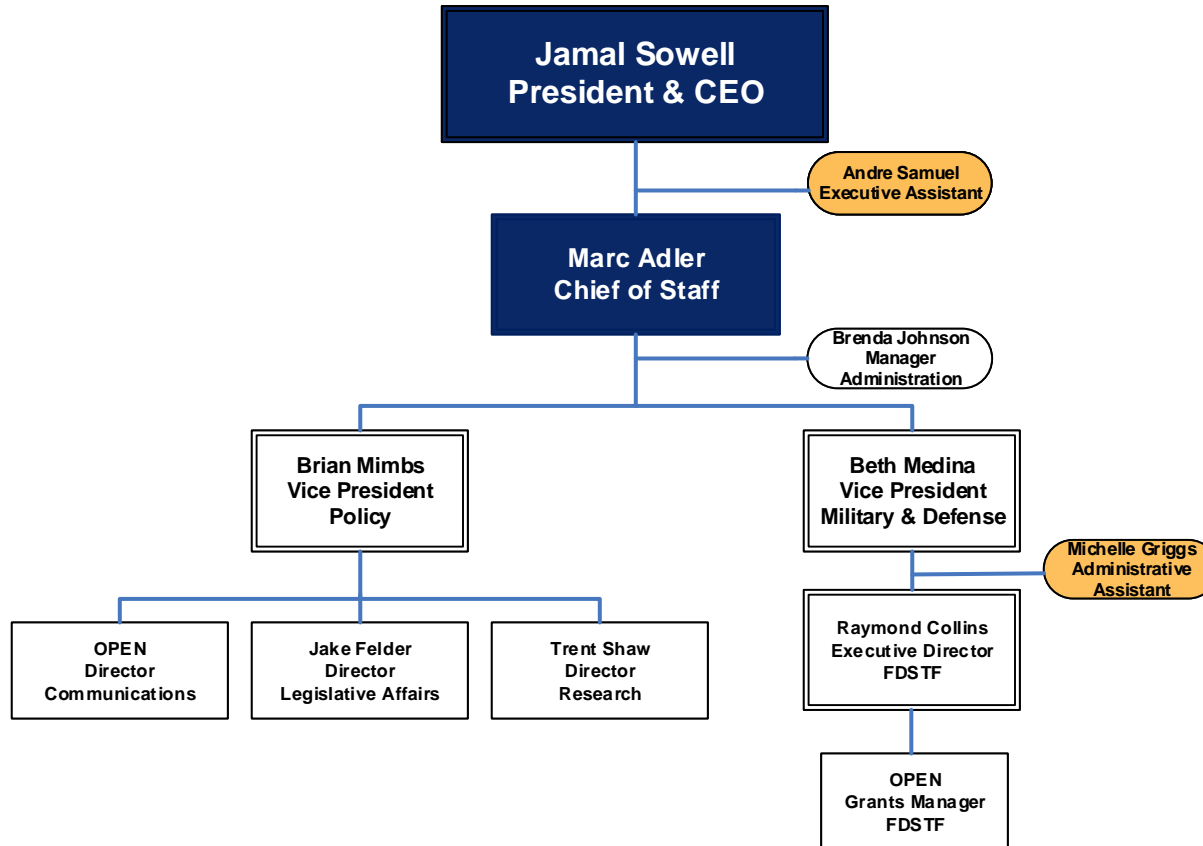 Jamal Sowell
President & CEO
Andre Samuel
Executive Assistant
Marc Adler
Chief of Staff
Brenda Johnson
Manager
Administration
Brian Mimbs
Vice President
Policy
Beth Medina
Vice President
Military & Defense
Michelle Griggs
Administrative
Assistant
OPEN
Director
Communications
Jake Felder
Director
Legislative Affairs
Trent Shaw
Director
Research
Raymond Collins
Executive Director
FDSTF
OPEN
Grants Manager
FDSTF